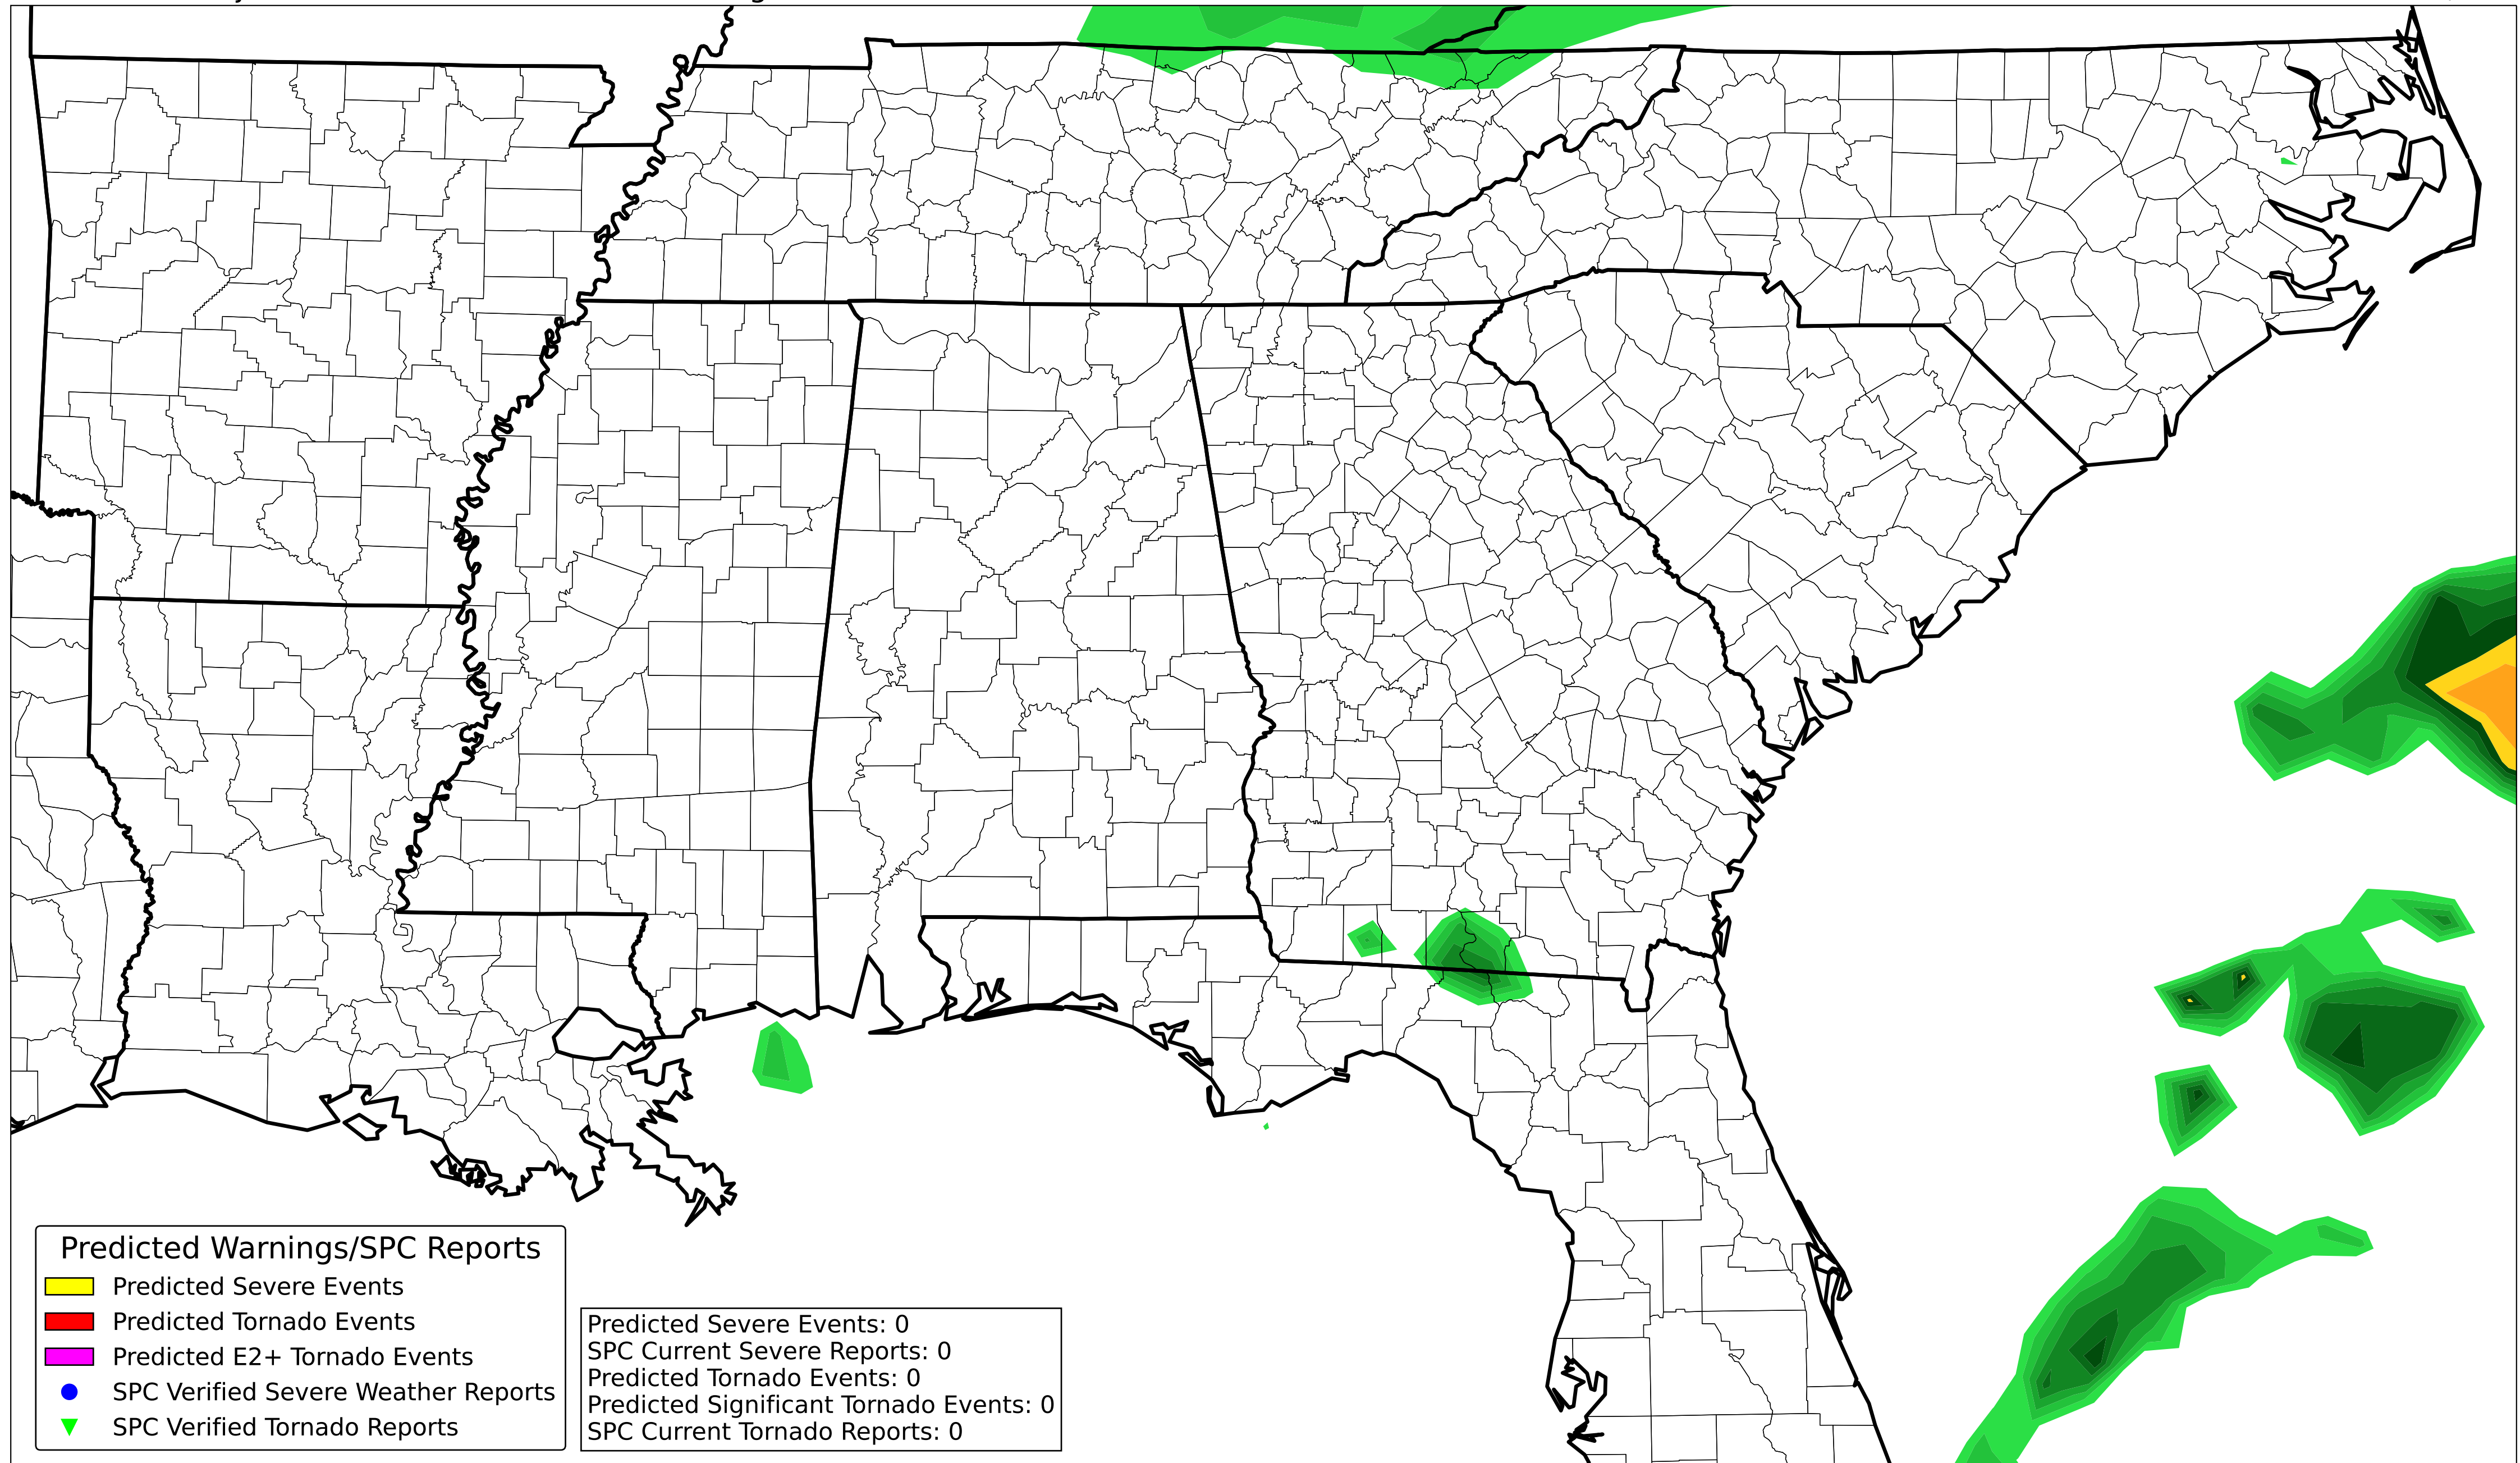 Predicted Warnings/SPC Reports
Predicted Severe Events
Predicted Tornado Events
Predicted E2+ Tornado Events
SPC Verified Severe Weather Reports
SPC Verified Tornado Reports
Predicted Severe Events: 0
SPC Current Severe Reports: 0
Predicted Tornado Events: 0
Predicted Significant Tornado Events: 0
SPC Current Tornado Reports: 0